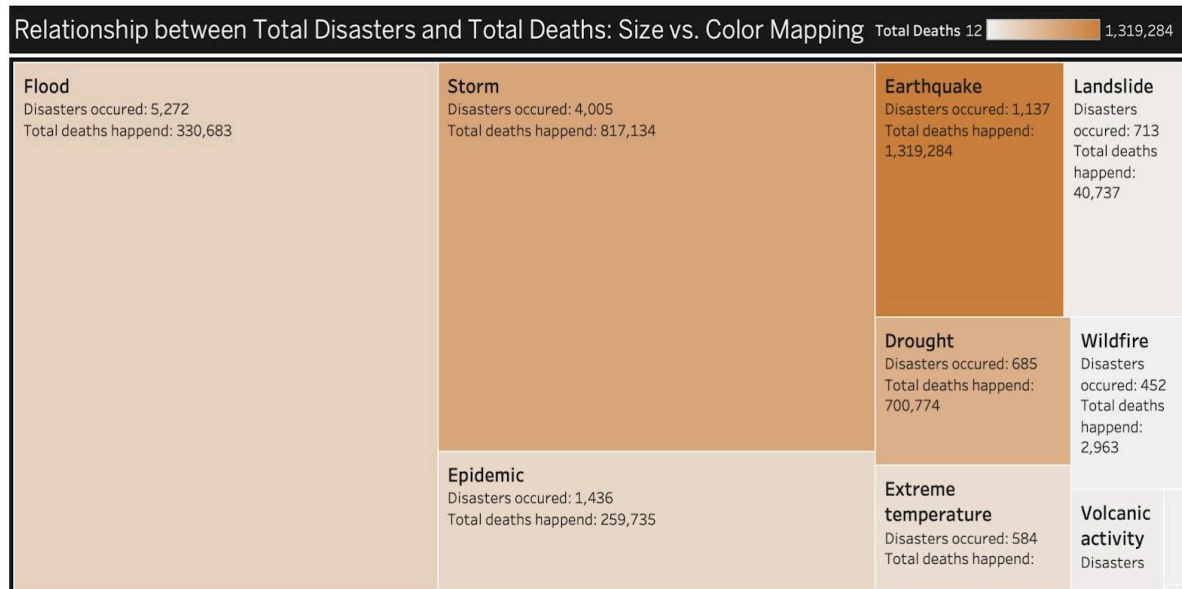 Relationship between Total Disasters and Total Deaths: Size vs. Color Mapping
Total Deaths 12
1,319,284
Flood
Disasters occured: 5,272
Total deaths happend: 330,683
Storm
Disasters occured: 4,005
Total deaths happend: 817,134
Epidemic
Disasters occured: 1,436
Total deaths happend: 259,735
Earthquake
Disasters occured: 1,137
Total deaths happend:
1,319,284
Landslide
Disasters
occured: 713
Total deaths
happend:
40,737
Drought
Disasters occured: 685
Total deaths happend:
700,774
Wildfire
Disasters
occured: 452
Total deaths
happend:
2,963
Extreme
temperature
Disasters occured: 584
Total deaths happend:
Volcanic
activity
Disasters